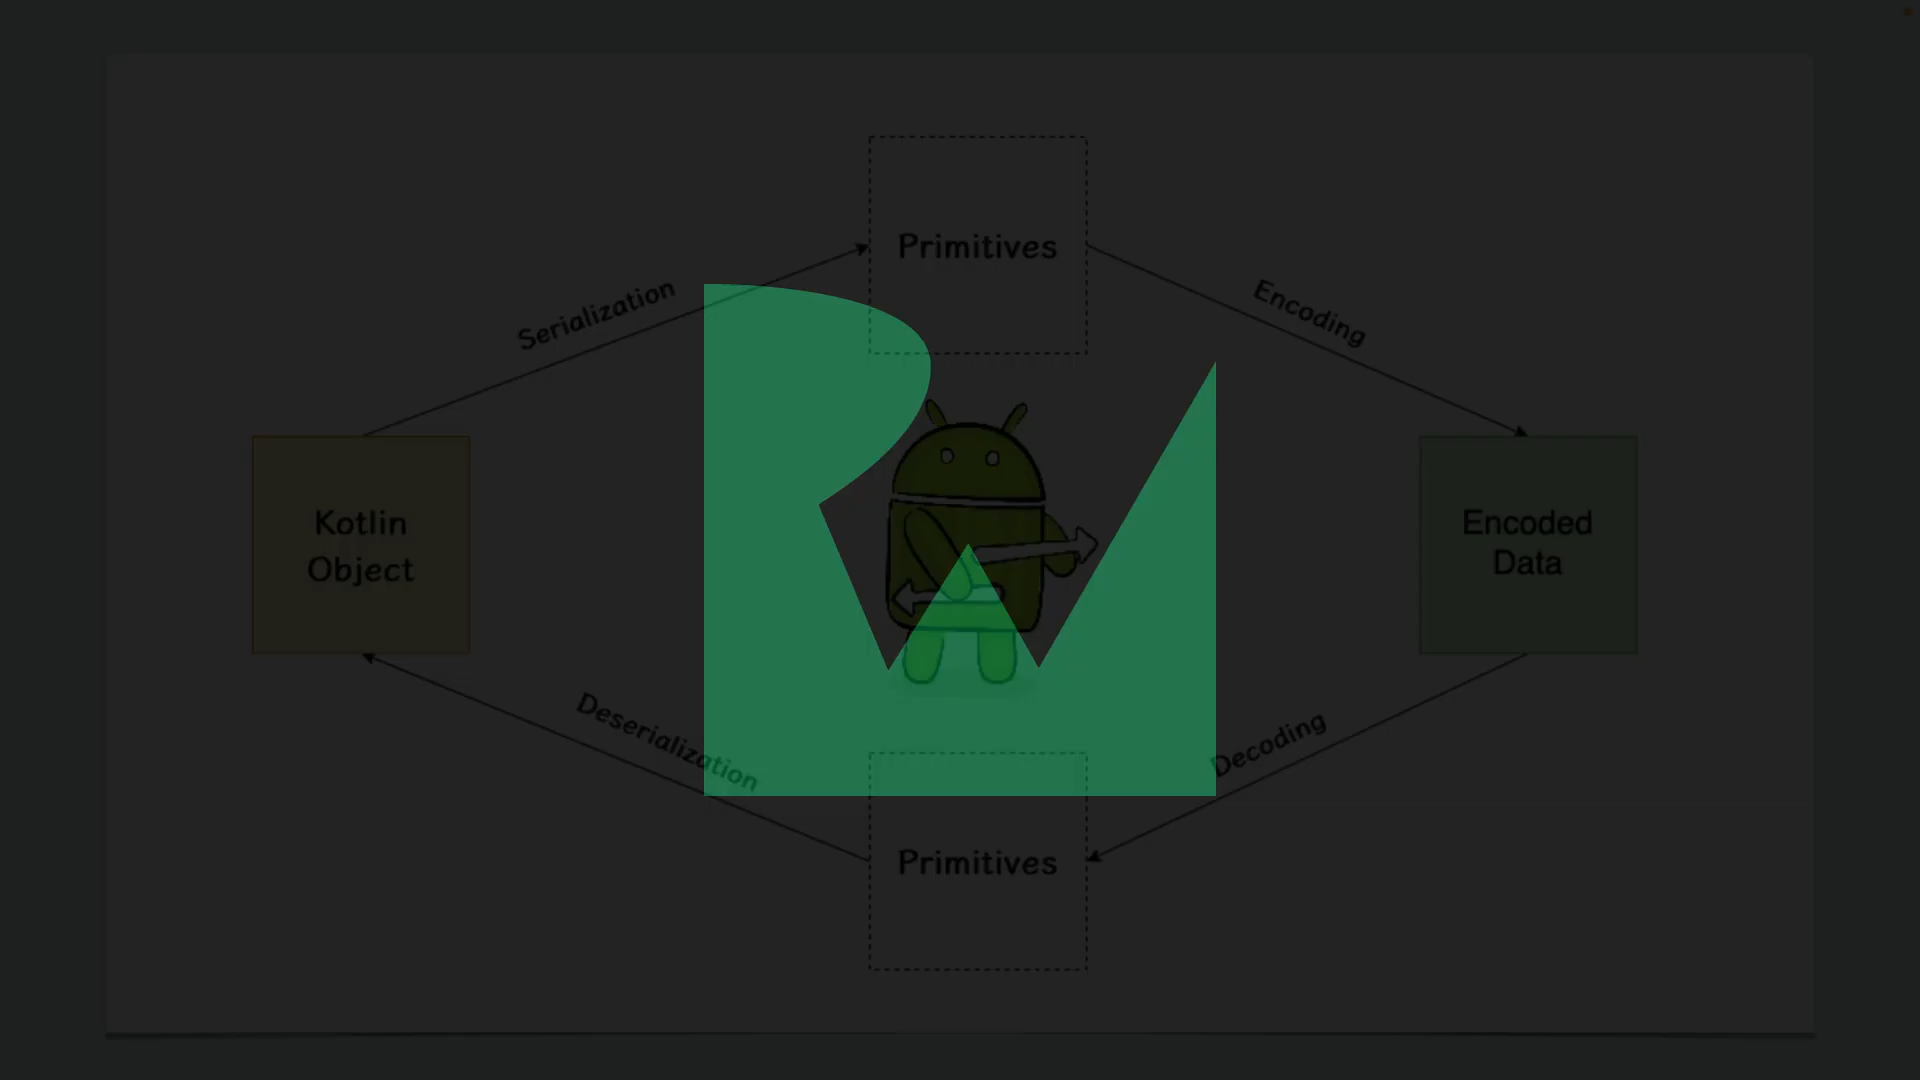 Primitives
Serialization
Encoding
Kotlin
Object
Encoded
Data
Deserialization
Decoding
Primitives